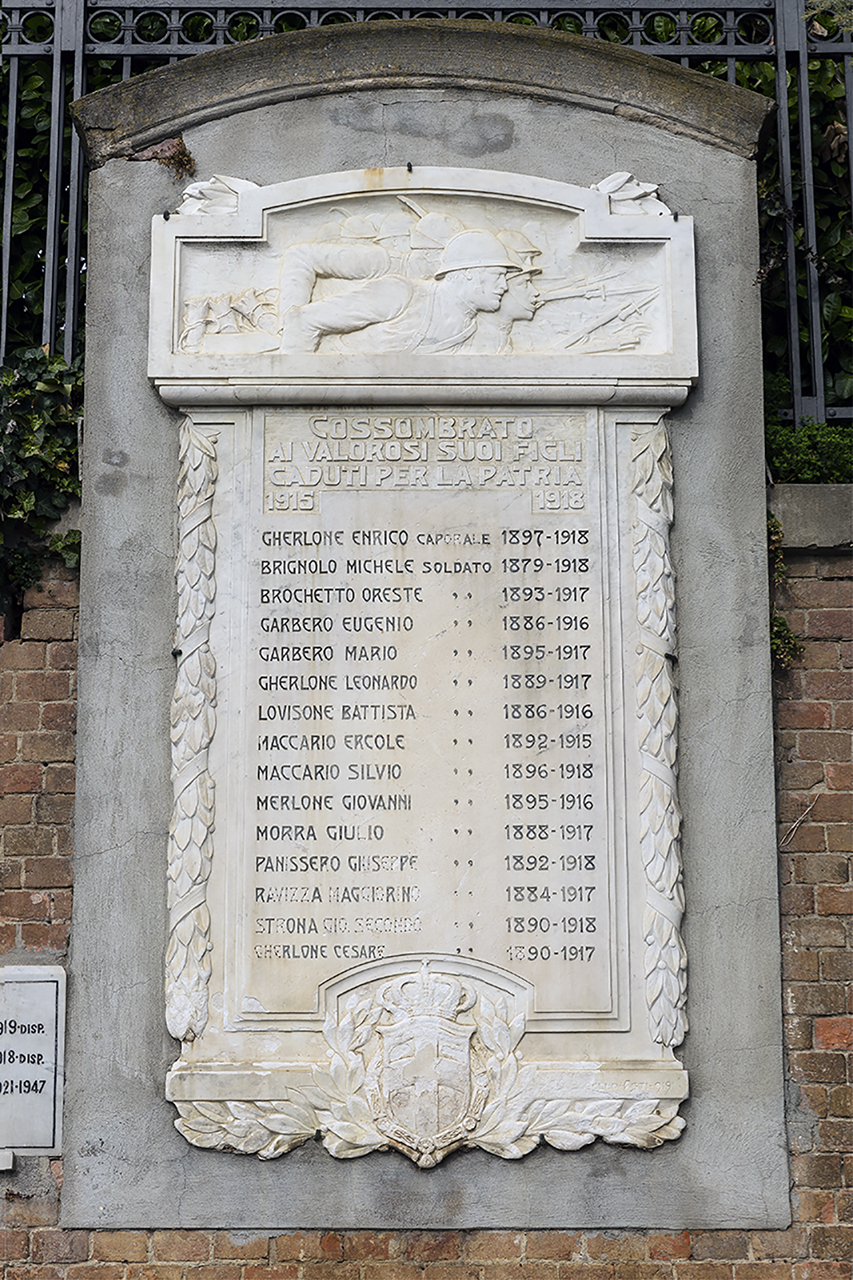 COSSOMBRATO
AI VALOROSI SUOI FIGLI
CADUTI PER LA PATRIA
1915 1918
GHERLONE ENRICO CAPORALE 1897-1918
BRIGNOLO MICHELE SOLDATO 1879-1918
BROCHETTO ORESTE ,, 1893-1917
GARBERO EUGENIO ,, 1886-1916
GARBERO MARIO ,, 1895-1917
GHERLONE LEONARDO ,, 1889-1917
LOVISONE BATTISTA ,, 1886-1916
MACCARIO ERCOLE ,, 1892-1915
MACCARIO SILVIO ,, 1896-1918
MERLONE GIOVANNI ,, 1895-1916
MORRA GIULIO ,, 1888-1917
PANISSERO GIUSEPPE ,, 1892-1918
RAVIZZA MAGGIORINO ,, 1884-1917
STRONA GIO. SECONDO ,, 1890-1918
GHERLONE CESARE ,, 1890-1917
919-DISP.
918-DISP.
921-1947